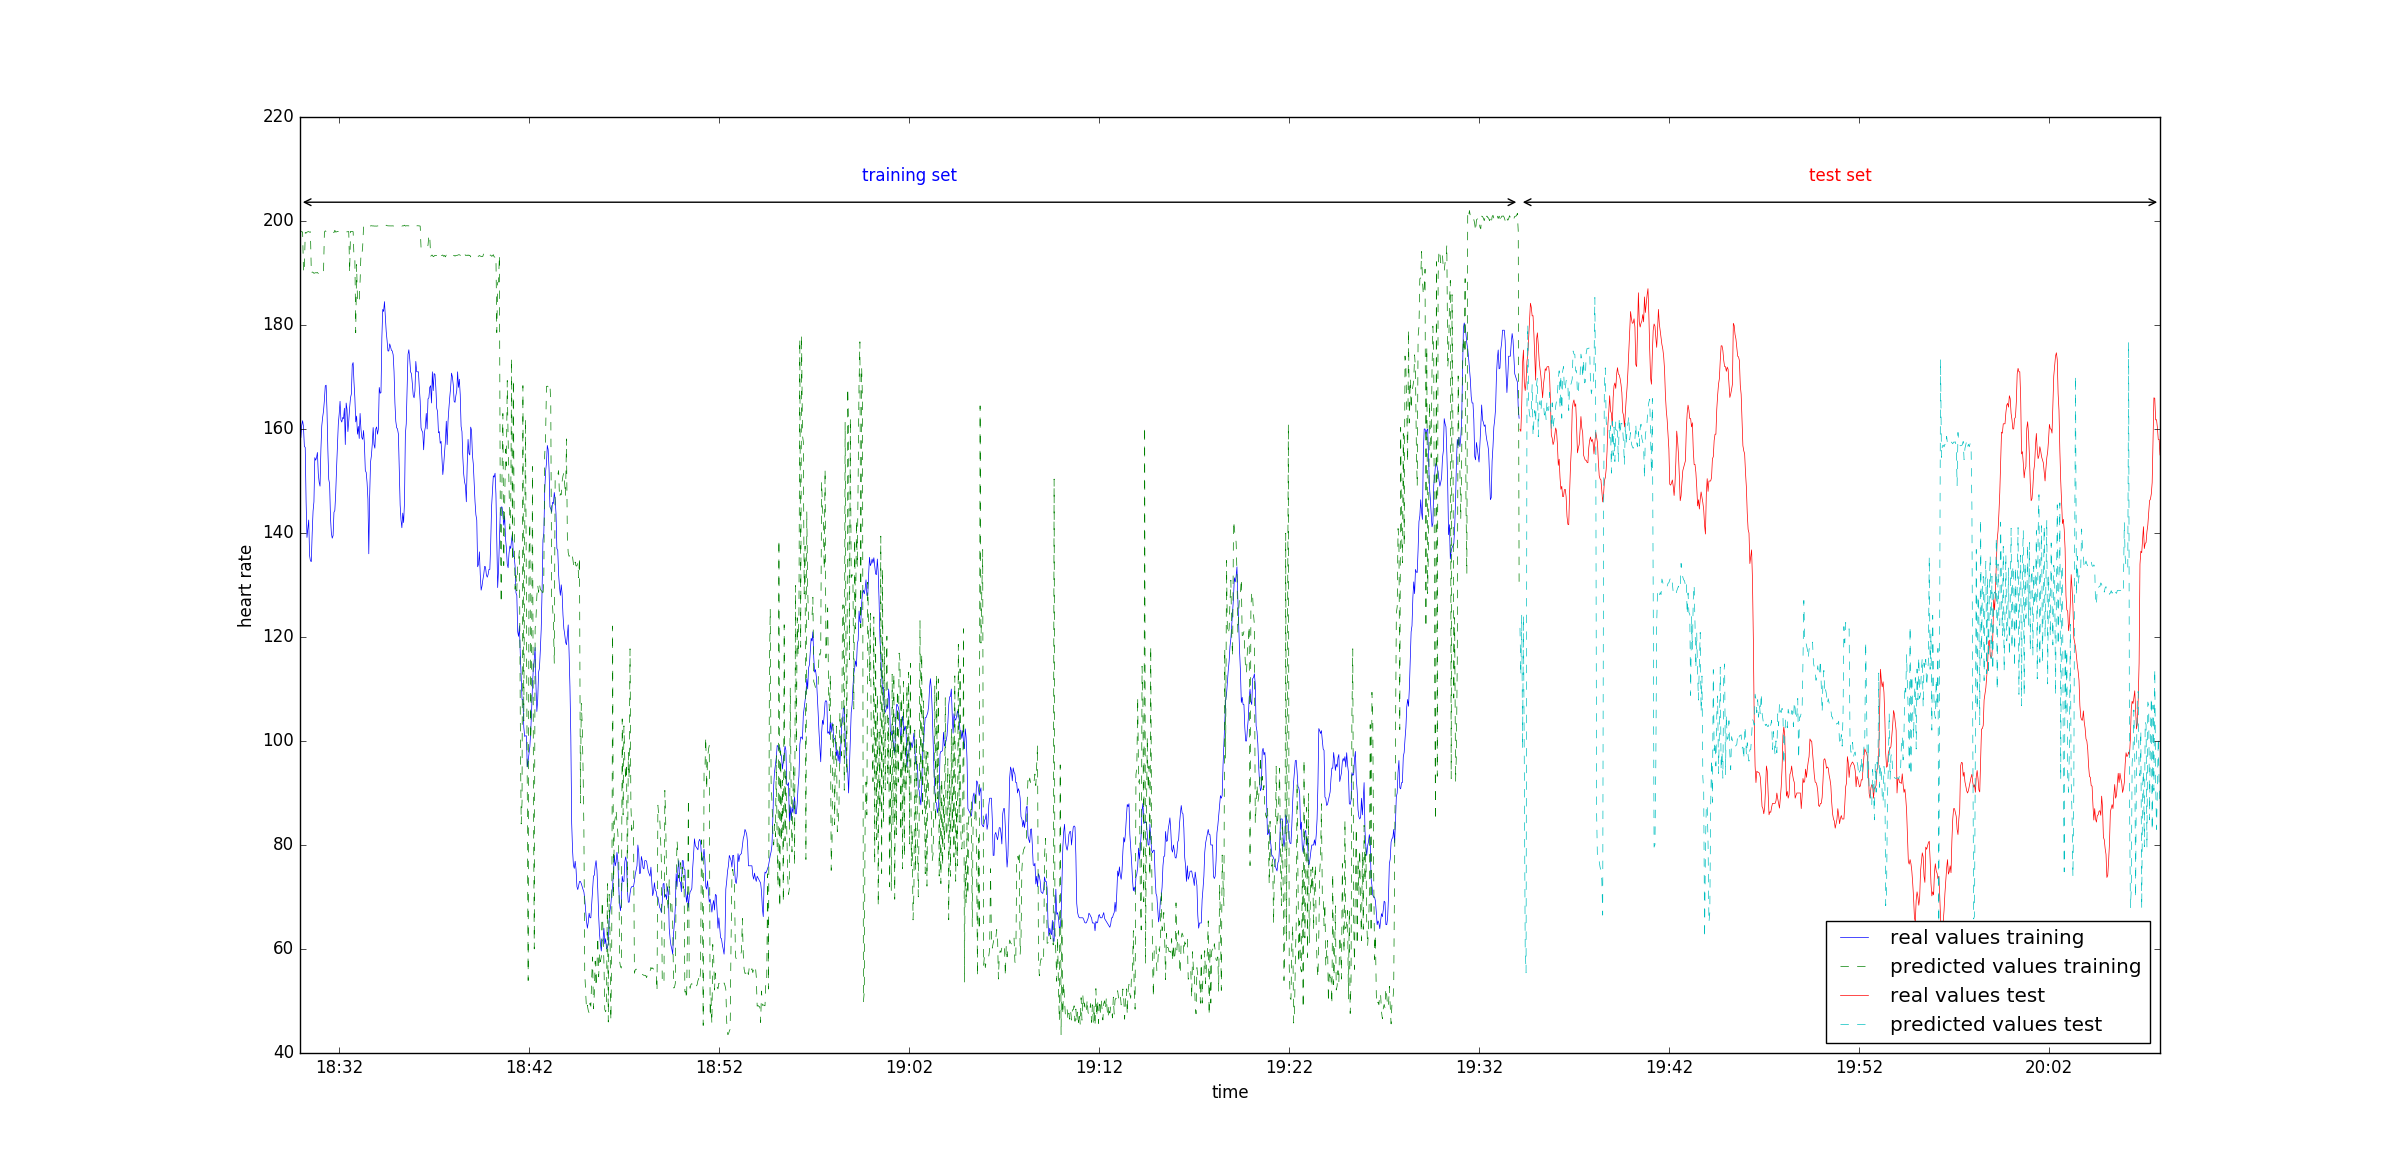 220
training set
test set
200
180
160
140
120
100
80
60
40
heart rate
real values training
predicted values training
real values test
predicted values test
18:32 18:42 18:52 19:02 19:12 19:22 19:32 19:42 19:52 20:02
time